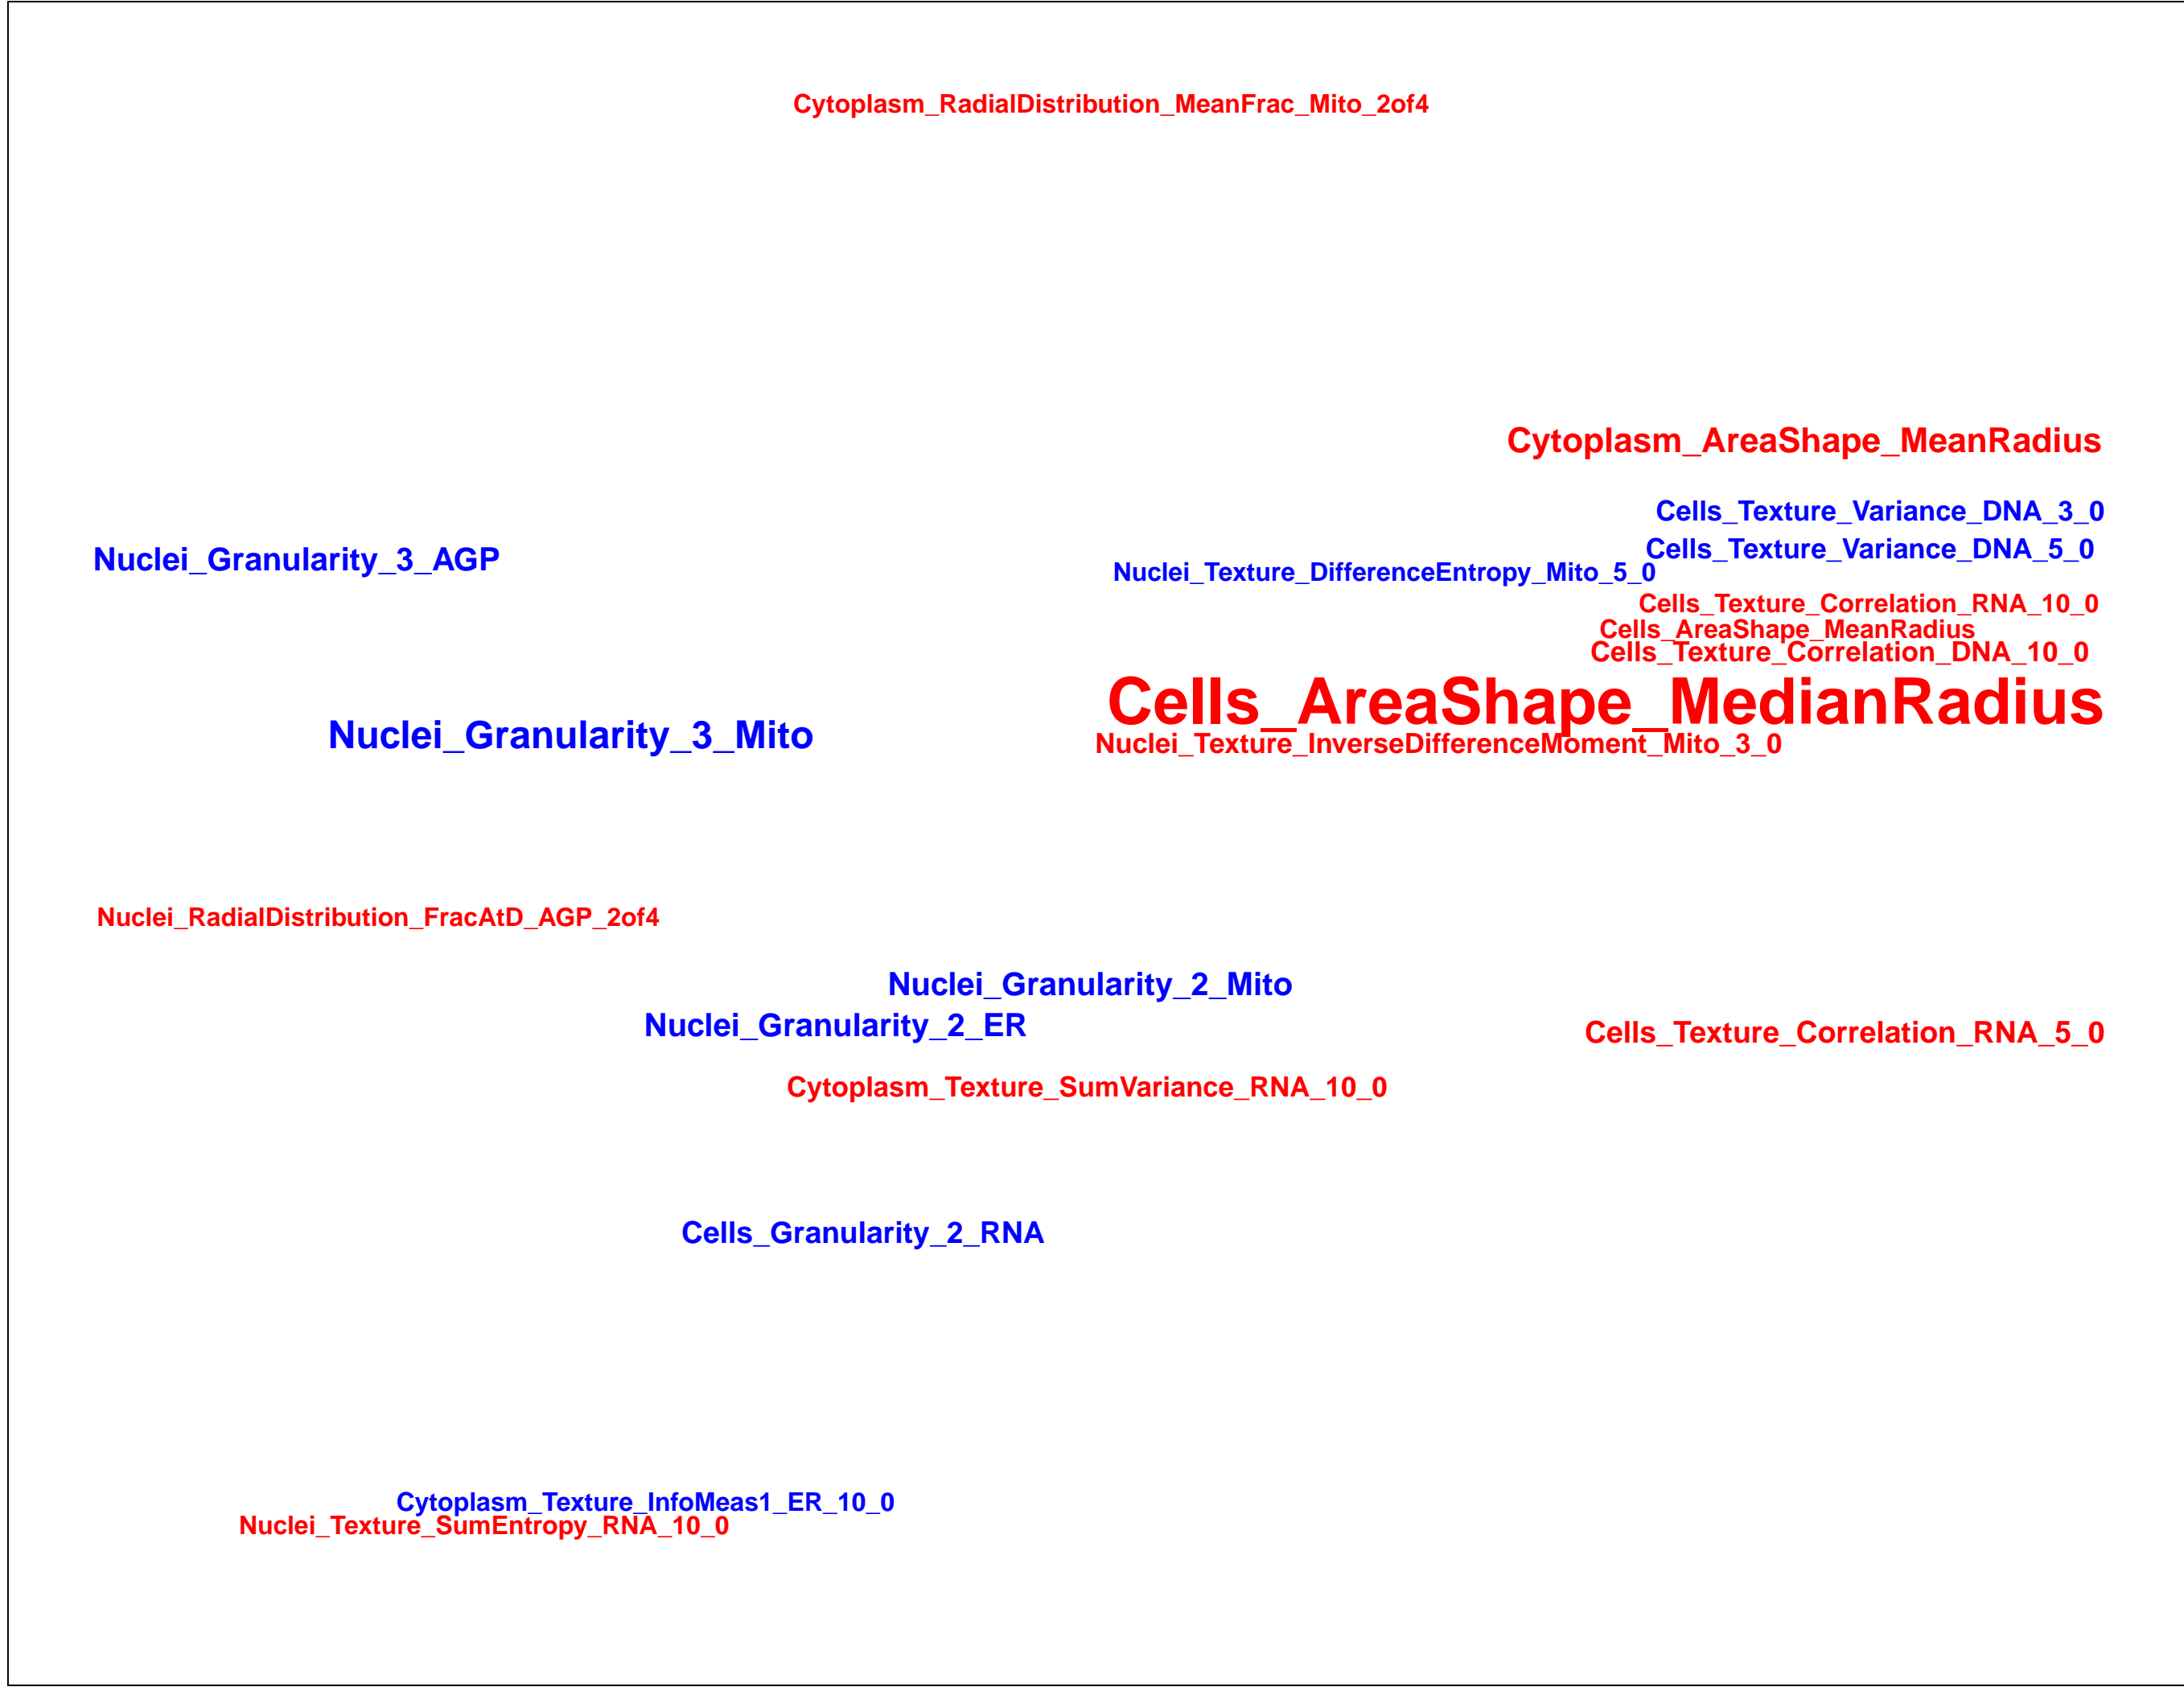 Cytoplasm_RadialDistribution_MeanFrac_Mito_2of4
Cytoplasm_AreaShape_MeanRadius
Cells_Texture_Variance_DNA_3_0
Cells_Texture_Variance_DNA_5_0
Nuclei_Granularity_3_AGP
Nuclei_Texture_DifferenceEntropy_Mito_5_0
Cells_Texture_Correlation_RNA_10_0
Cells_AreaShape_MeanRadius
Cells_Texture_Correlation_DNA_10_0
Cells_AreaShape_MedianRadius
Nuclei_Granularity_3_Mito
Nuclei_Texture_InverseDifferenceMoment_Mito_3_0
Nuclei_RadialDistribution_FracAtD_AGP_2of4
Nuclei_Granularity_2_Mito
Nuclei_Granularity_2_ER
Cells_Texture_Correlation_RNA_5_0
Cytoplasm_Texture_SumVariance_RNA_10_0
Cells_Granularity_2_RNA
Cytoplasm_Texture_InfoMeas1_ER_10_0
Nuclei_Texture_SumEntropy_RNA_10_0